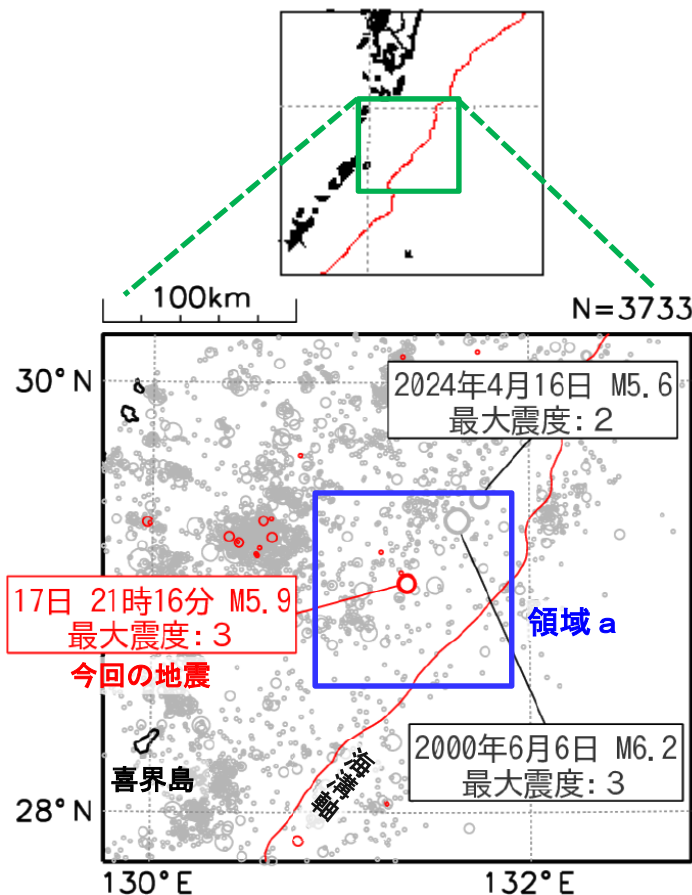 100km
N=3733
30°N
2024年4月16日 M5.6
最大震度:2
17日 21時16分 M5.9
最大震度:3
今回の地震
領域a
2000年6月6日 M6.2
最大震度:3
喜界島
海溝軸
28°N
130°E
132°E